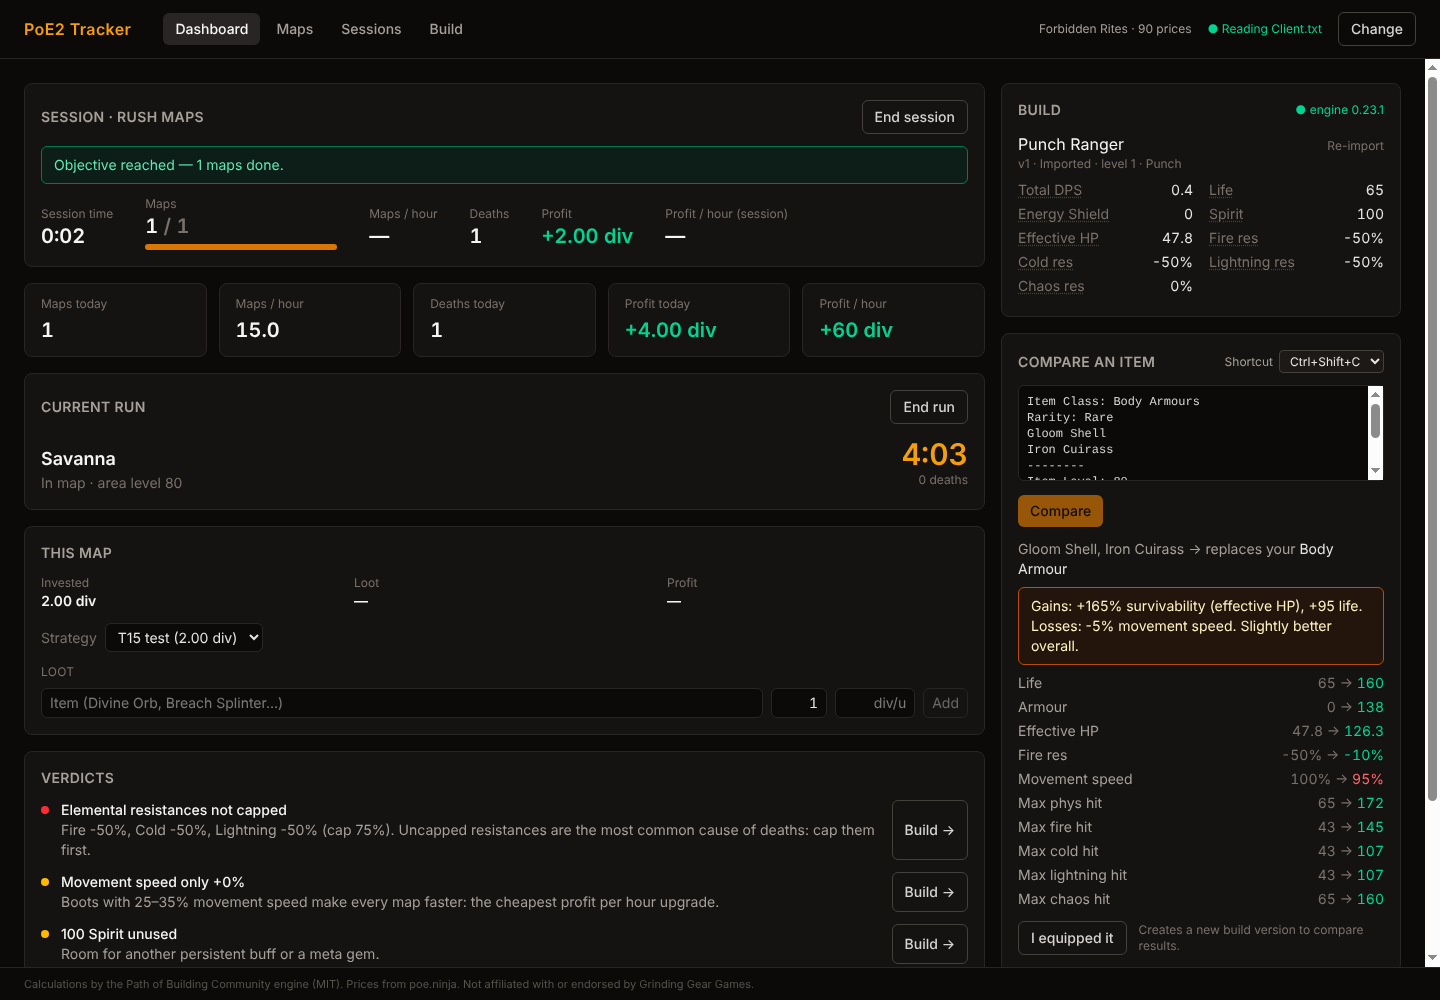 PoE2 Tracker
Dashboard
Maps
Sessions
Build
Forbidden Rites · 90 prices
Reading Client.txt
Change
SESSION · RUSH MAPS
End session
Objective reached — 1 maps done.
Session time
0:02
Maps
1 / 1
Maps / hour
—
Deaths
1
Profit
+2.00 div
Profit / hour (session)
—
Maps today
1
Maps / hour
15.0
Deaths today
1
Profit today
+4.00 div
Profit / hour
+60 div
CURRENT RUN
End run
Savanna
In map · area level 80
4:03
0 deaths
THIS MAP
Invested
2.00 div
Loot
—
Profit
—
Strategy
T15 test (2.00 div)
LOOT
Item (Divine Orb, Breach Splinter...)
1
div/u
Add
VERDICTS
Elemental resistances not capped
Fire -50%, Cold -50%, Lightning -50% (cap 75%). Uncapped resistances are the most common cause of deaths: cap them
first.
Build →
Movement speed only +0%
Boots with 25–35% movement speed make every map faster: the cheapest profit per hour upgrade.
Build →
100 Spirit unused
Room for another persistent buff or a meta gem.
Build →
BUILD
engine 0.23.1
Punch Ranger
Re-import
v1 · Imported · level 1 · Punch
Total DPS 0.4
Life 65
Energy Shield 0
Spirit 100
Effective HP 47.8
Fire res -50%
Cold res -50%
Lightning res -50%
Chaos res 0%
COMPARE AN ITEM
Shortcut
Ctrl+Shift+C
Item Class: Body Armours
Rarity: Rare
Gloom Shell
Iron Cuirass
--------
Item Level: 80
Compare
Gloom Shell, Iron Cuirass → replaces your Body
Armour
Gains: +165% survivability (effective HP), +95 life.
Losses: -5% movement speed. Slightly better
overall.
Life 65 → 160
Armour 0 → 138
Effective HP 47.8 → 126.3
Fire res -50% → -10%
Movement speed 100% → 95%
Max phys hit 65 → 172
Max fire hit 43 → 145
Max cold hit 43 → 107
Max lightning hit 43 → 107
Max chaos hit 65 → 160
I equipped it
Creates a new build version to compare
results.
Calculations by the Path of Building Community engine (MIT). Prices from poe.ninja. Not affiliated with or endorsed by Grinding Gear Games.